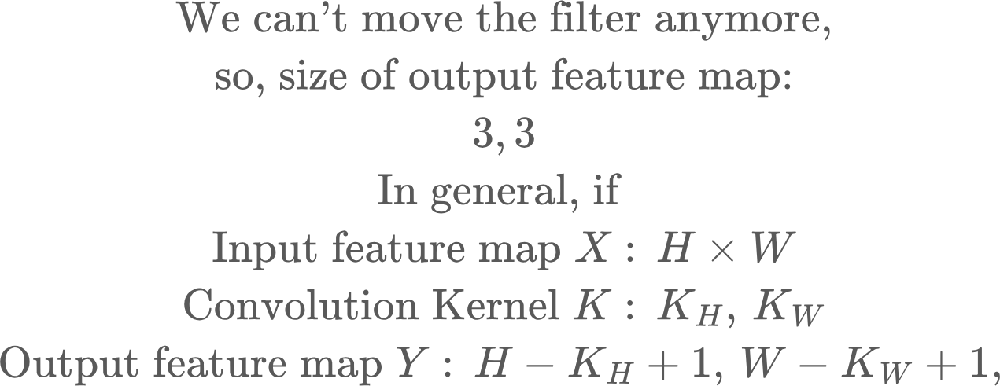 We can't move the filter anymore,
so, size of output feature map:
3, 3
In general, if
Input feature map X : H × W
Convolution Kernel K : K_H, K_W
Output feature map Y : H − K_H + 1, W − K_W + 1,